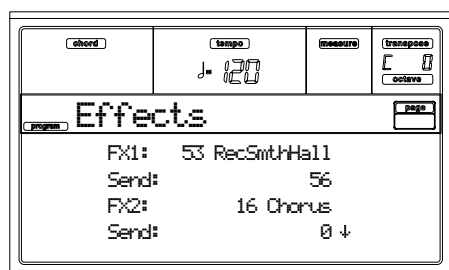 chord tempo measure transpose
♩= 120 C 0
octave
program Effects page
FX1: 53 RecSmthHall
Send: 56
FX2: 16 Chorus
Send: 0 ↓